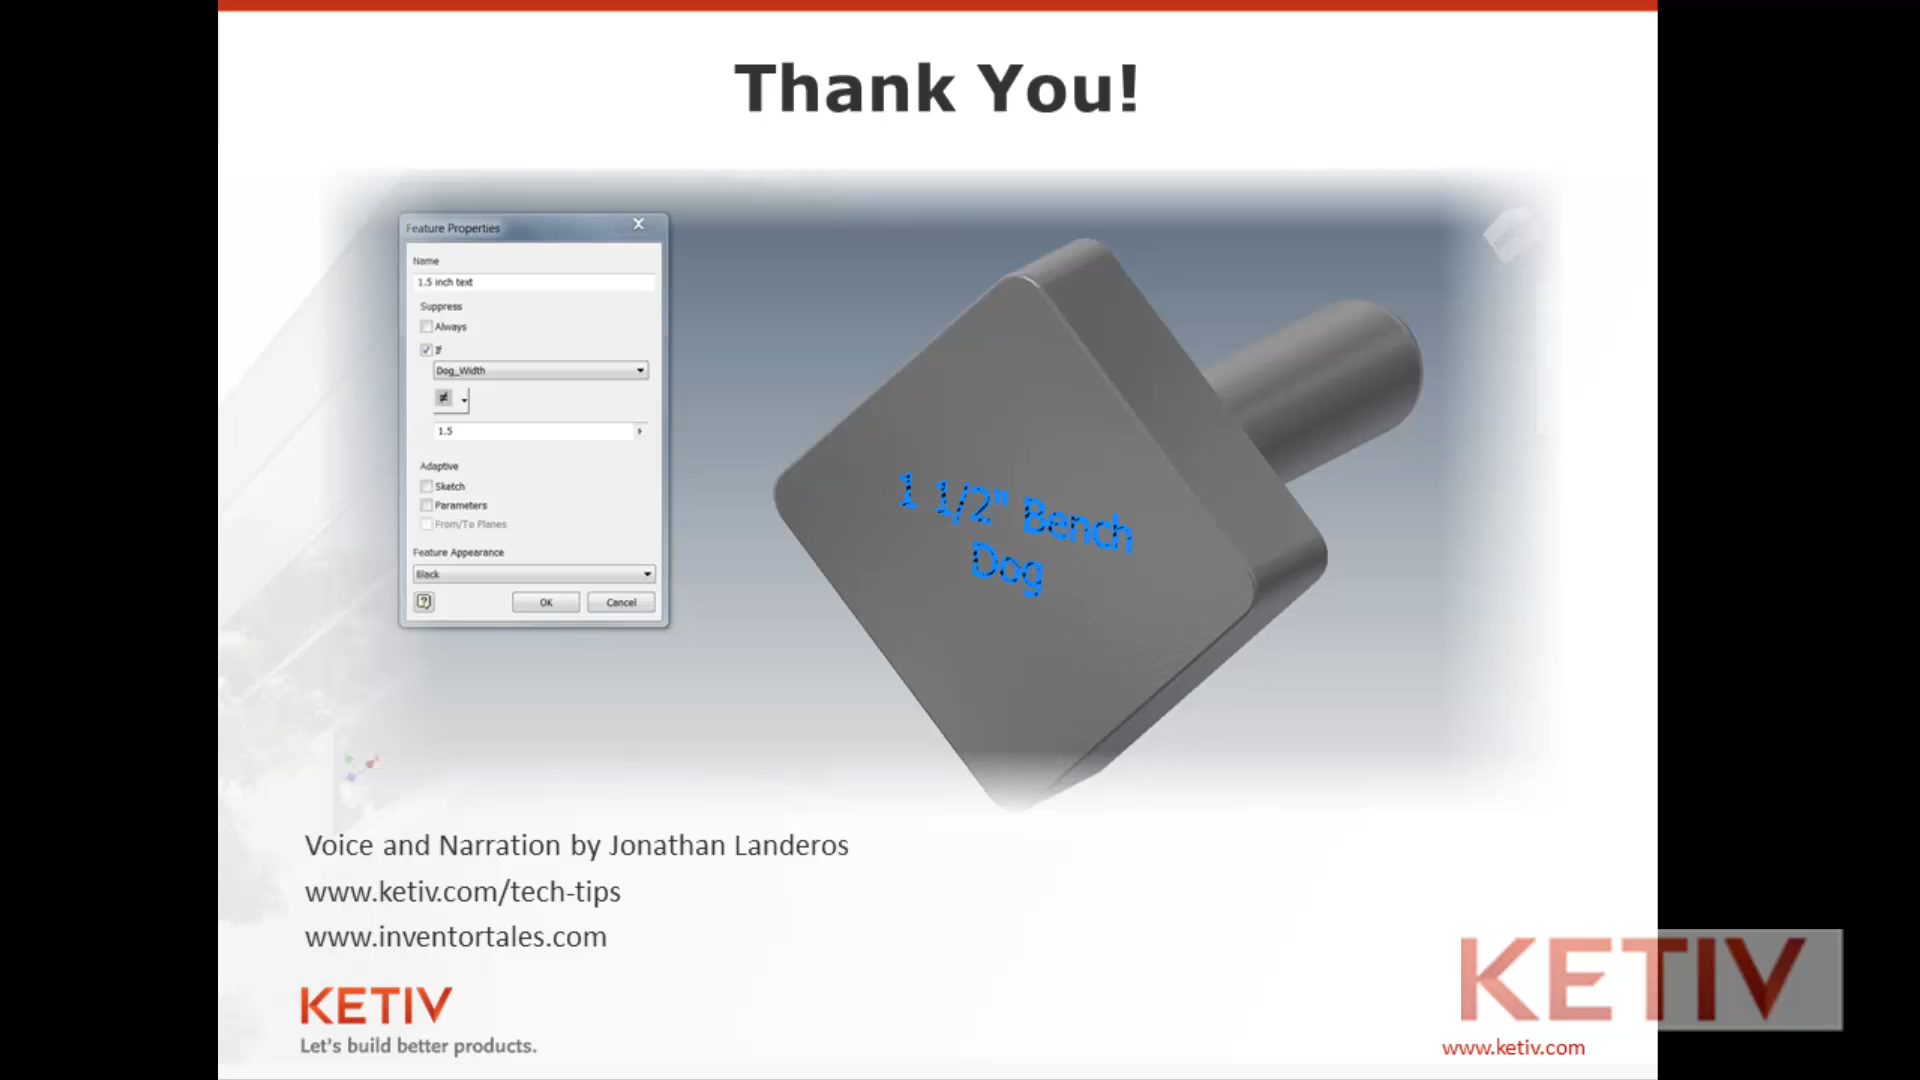 Thank You!
Feature Properties
Name
1.5 inch text
Suppress
Always
If
Dog_Width
≠
1.5
Adaptive
Sketch
Parameters
From/To Planes
Feature Appearance
Black
?
OK
Cancel
1 1/2" Bench
Dog
Voice and Narration by Jonathan Landeros
www.ketiv.com/tech-tips
www.inventortales.com
KETIV
Let's build better products.
KETIV
www.ketiv.com